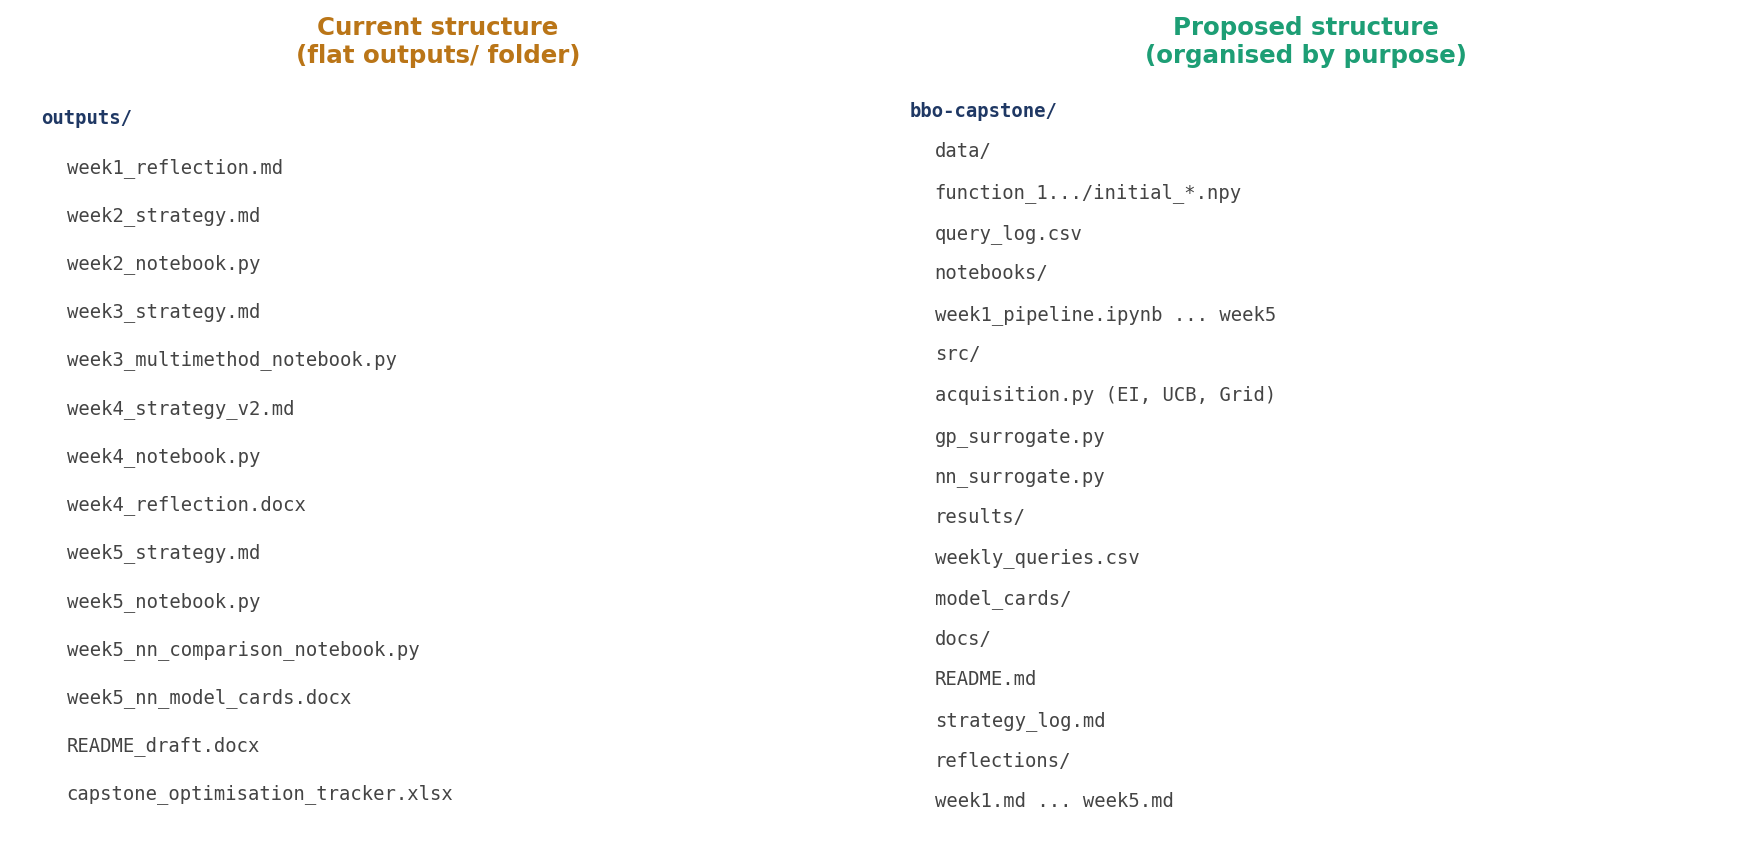 Current structure
(flat outputs/ folder)
outputs/
week1_reflection.md
week2_strategy.md
week2_notebook.py
week3_strategy.md
week3_multimethod_notebook.py
week4_strategy_v2.md
week4_notebook.py
week4_reflection.docx
week5_strategy.md
week5_notebook.py
week5_nn_comparison_notebook.py
week5_nn_model_cards.docx
README_draft.docx
capstone_optimisation_tracker.xlsx
Proposed structure
(organised by purpose)
bbo-capstone/
data/
function_1.../initial_*.npy
query_log.csv
notebooks/
week1_pipeline.ipynb ... week5
src/
acquisition.py (EI, UCB, Grid)
gp_surrogate.py
nn_surrogate.py
results/
weekly_queries.csv
model_cards/
docs/
README.md
strategy_log.md
reflections/
week1.md ... week5.md